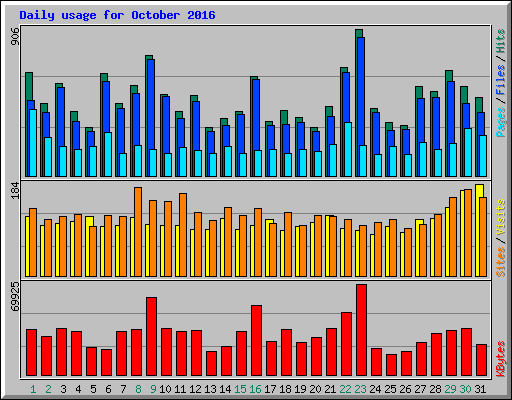 Daily usage for October 2016
906
Pages / Files / Hits
184
Sites / Visits
69925
KBytes
1 2 3 4 5 6 7 8 9 10 11 12 13 14 15 16 17 18 19 20 21 22 23 24 25 26 27 28 29 30 31